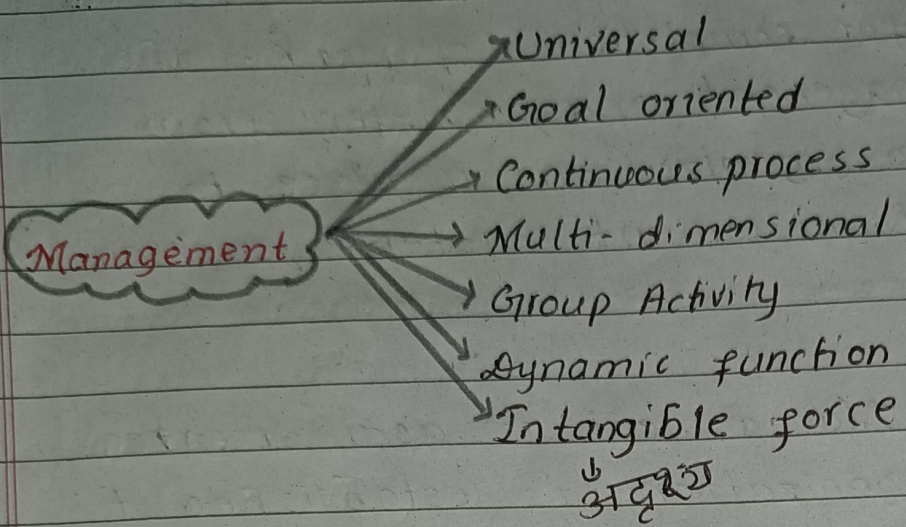 Universal
Goal oriented
Continuous process
Management
Multi-dimensional
Group Activity
Dynamic function
Intangible force
अदृश्य